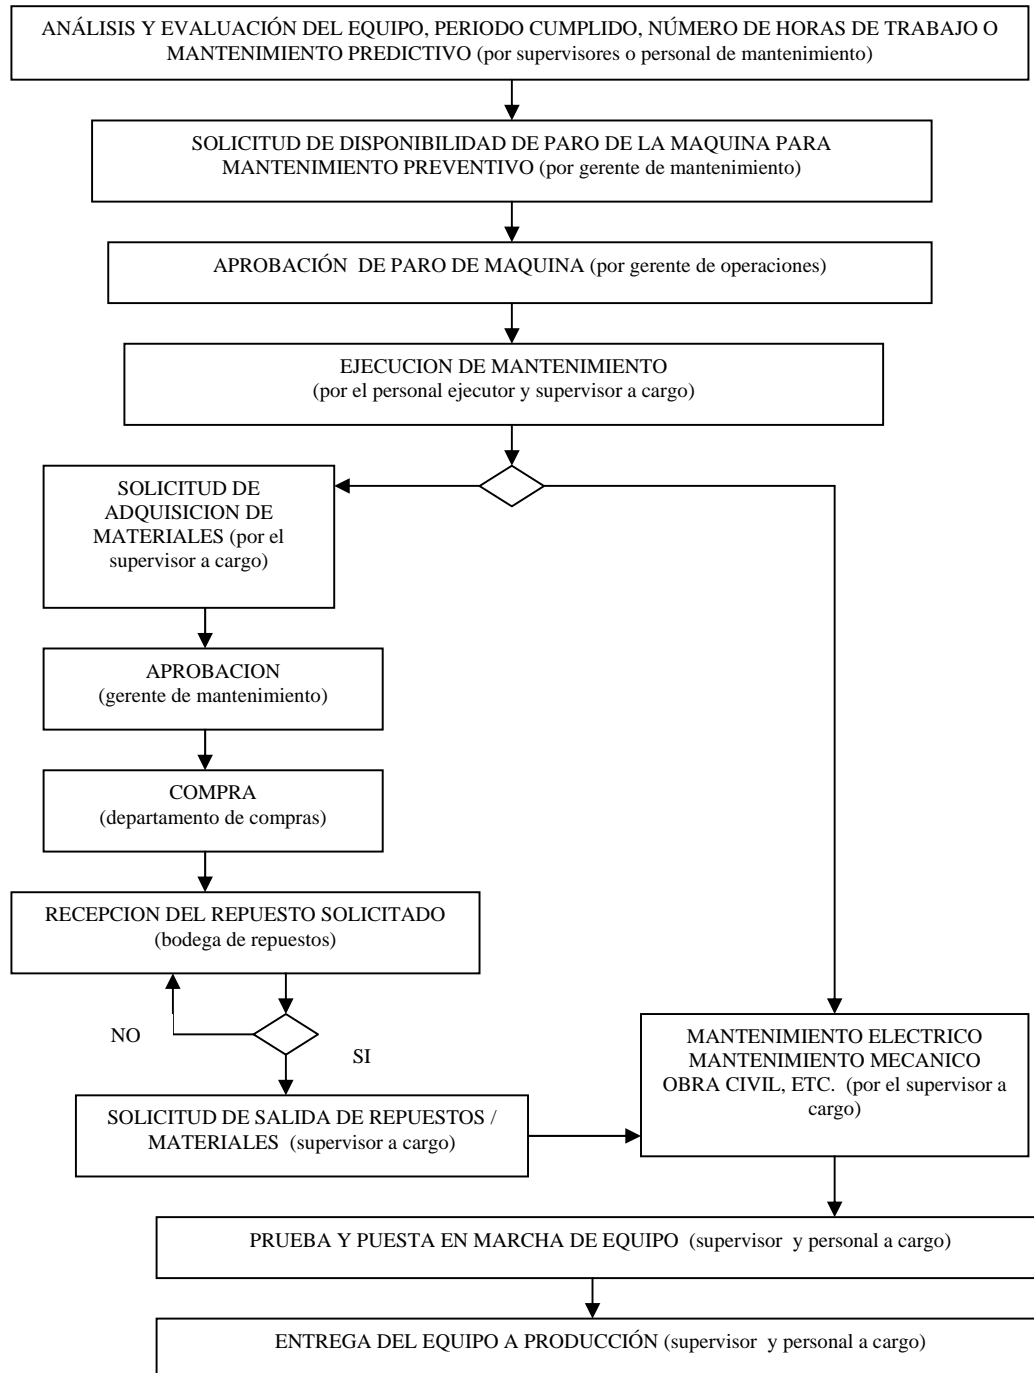 ANÁLISIS Y EVALUACIÓN DEL EQUIPO, PERIODO CUMPLIDO, NÚMERO DE HORAS DE TRABAJO O
MANTENIMIENTO PREDICTIVO (por supervisores o personal de mantenimiento)
SOLICITUD DE DISPONIBILIDAD DE PARO DE LA MAQUINA PARA
MANTENIMIENTO PREVENTIVO (por gerente de mantenimiento)
APROBACIÓN DE PARO DE MAQUINA (por gerente de operaciones)
EJECUCION DE MANTENIMIENTO
(por el personal ejecutor y supervisor a cargo)
SOLICITUD DE
ADQUISICION DE
MATERIALES (por el
supervisor a cargo)
APROBACION
(gerente de mantenimiento)
COMPRA
(departamento de compras)
RECEPCION DEL REPUESTO SOLICITADO
(bodega de repuestos)
NO
SI
SOLICITUD DE SALIDA DE REPUESTOS /
MATERIALES (supervisor a cargo)
MANTENIMIENTO ELECTRICO
MANTENIMIENTO MECANICO
OBRA CIVIL, ETC. (por el supervisor a
cargo)
PRUEBA Y PUESTA EN MARCHA DE EQUIPO (supervisor y personal a cargo)
ENTREGA DEL EQUIPO A PRODUCCIÓN (supervisor y personal a cargo)